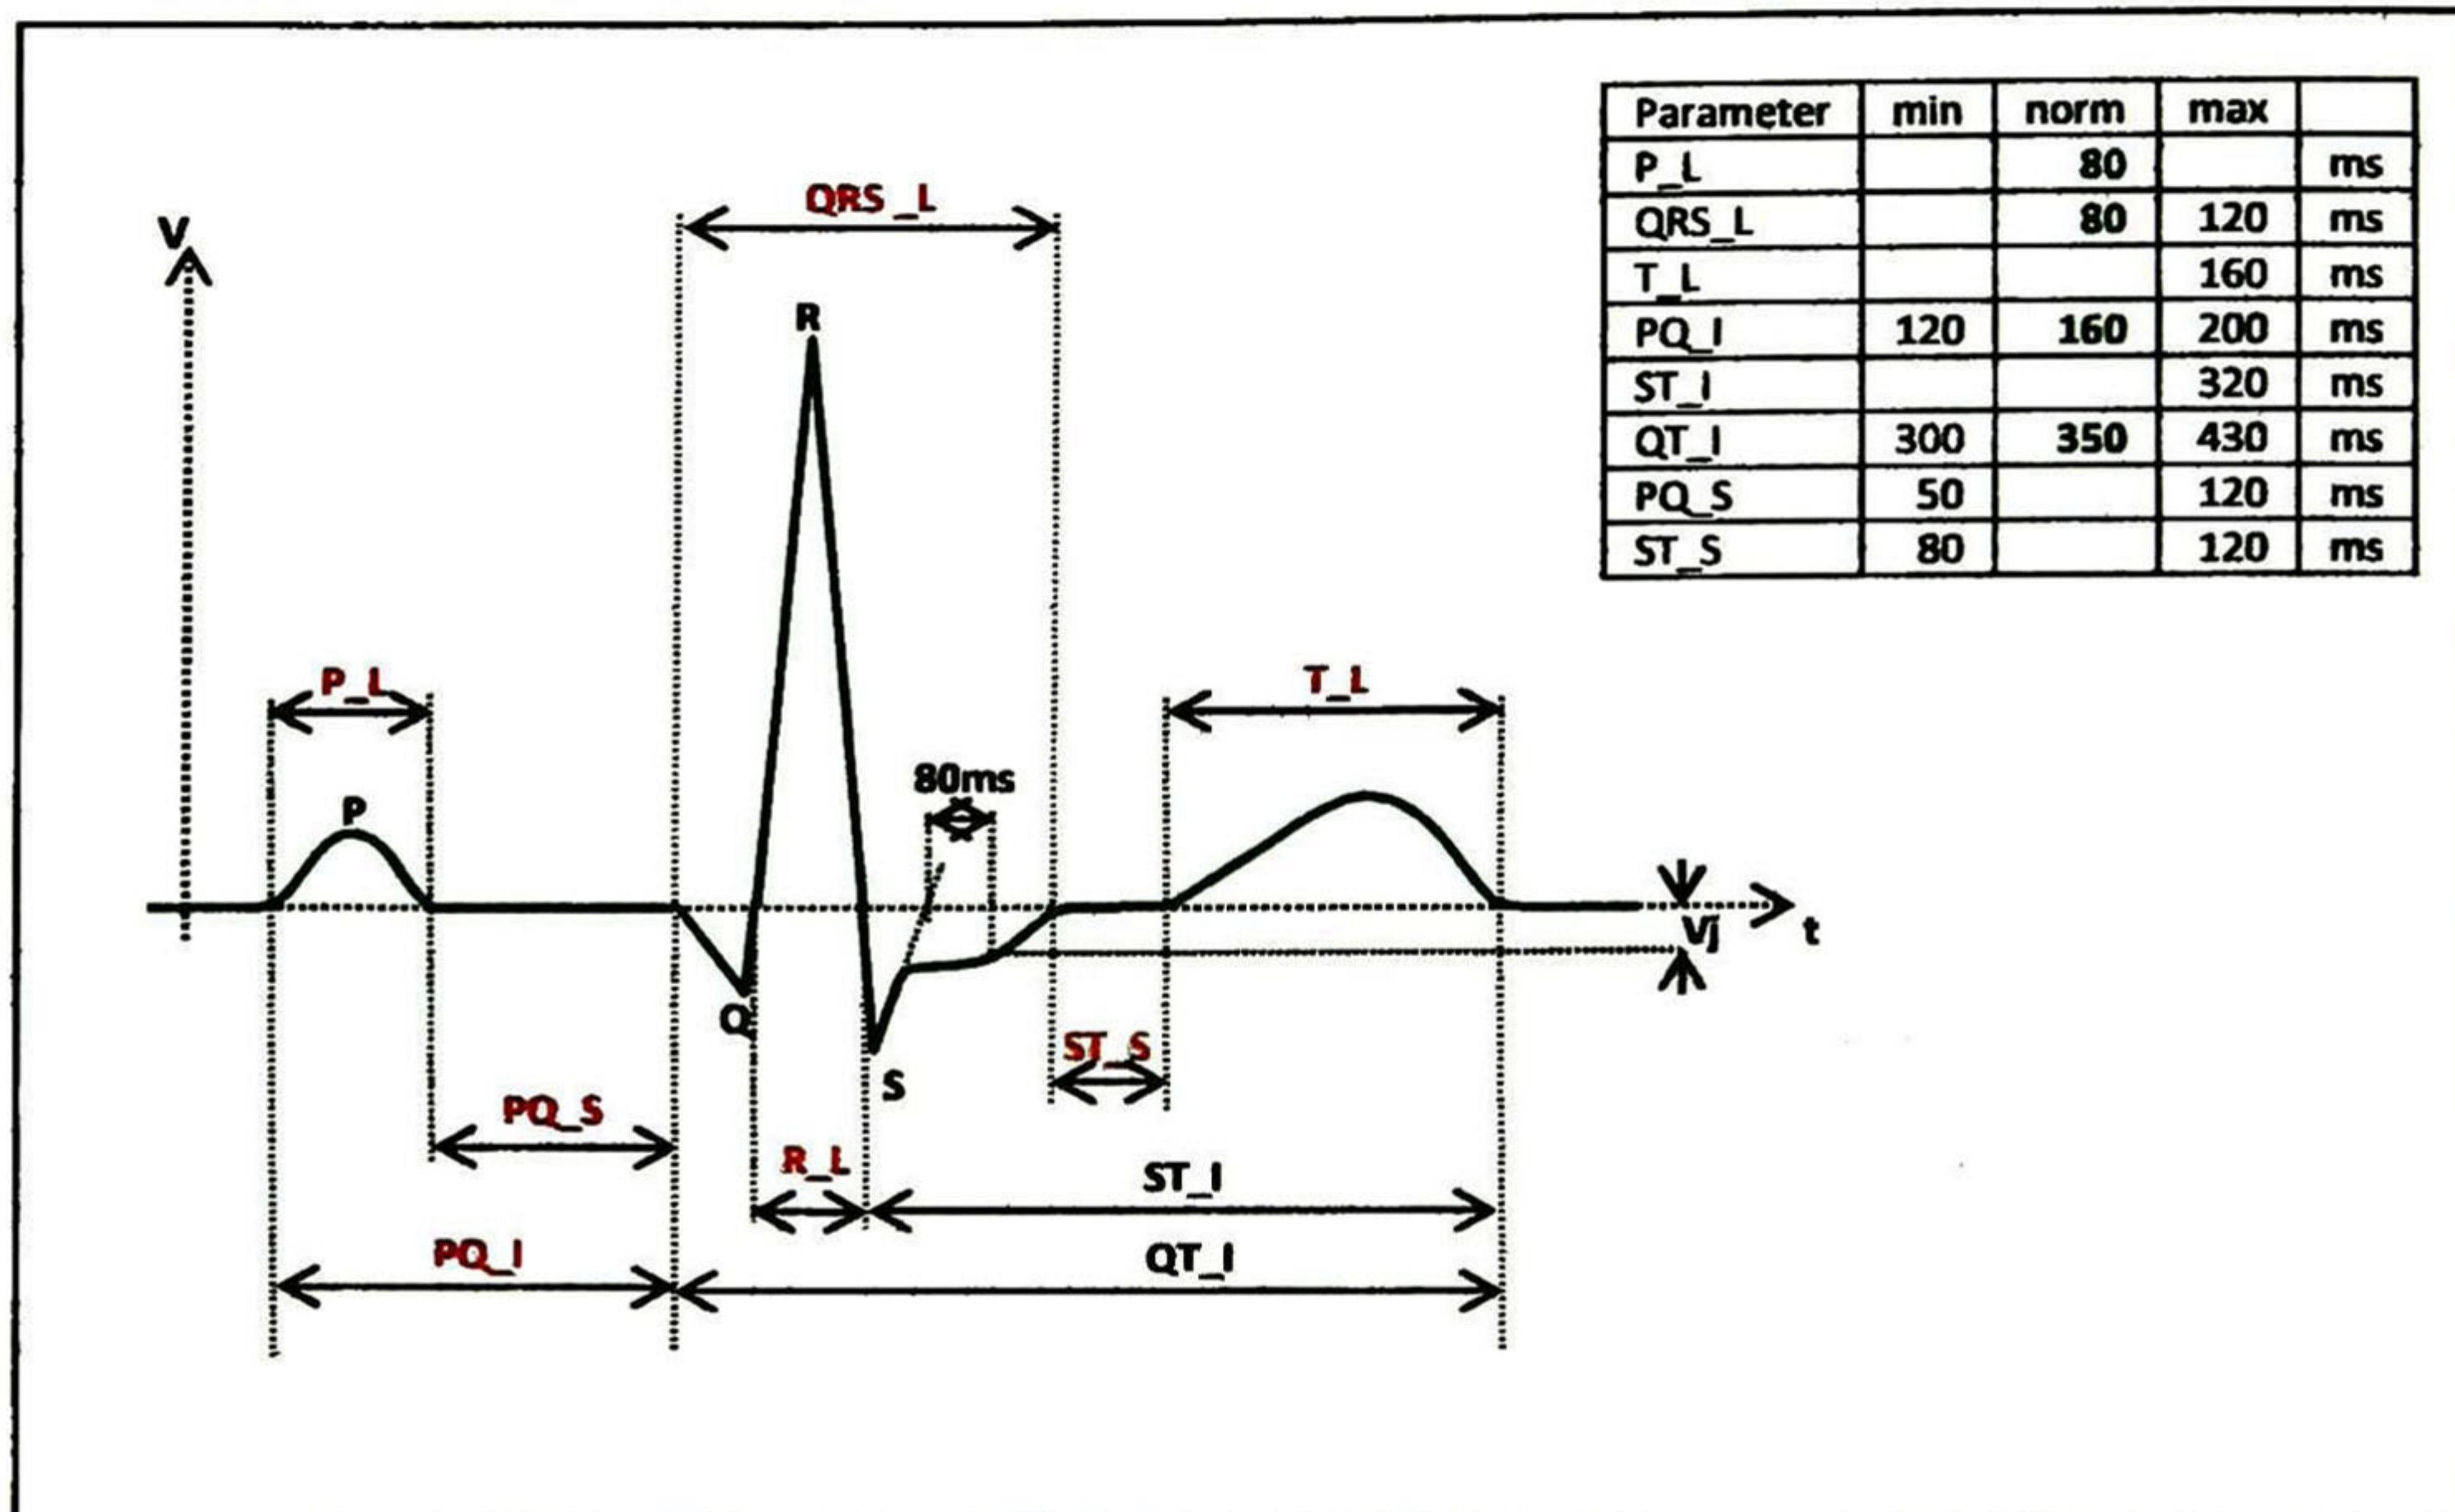 Parameter min norm max
P_L 80 ms
QRS_L 80 120 ms
T_L 160 ms
PQ_I 120 160 200 ms
ST_I 320 ms
QT_I 300 350 430 ms
PQ_S 50 120 ms
ST_S 80 120 ms
QRS_L
V
R
P_L
T_L
80ms
P
Vj
t
Q
ST_S
S
PQ_S
R_L
ST_I
PQ_I
QT_I